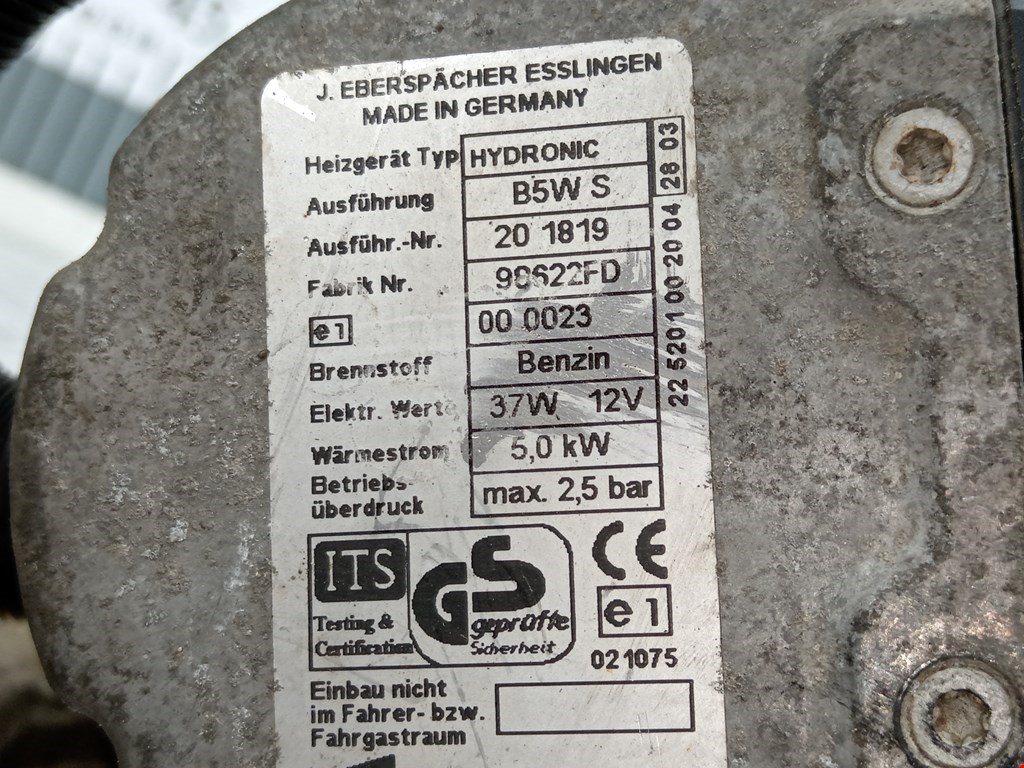 J. EBERSPÄCHER ESSLINGEN
MADE IN GERMANY
Heizgerät Typ HYDRONIC
Ausführung B5W S
Ausführ.-Nr. 20 1819
Fabrik Nr. 98622FD
e1 00 0023
Brennstoff Benzin
Elektr. Werte 37W 12V
Wärmestrom 5,0 kW
Betriebs-
überdruck max. 2,5 bar
22 5201 00 20 04 28 03
ITS
Testing &
Certification
GS
geprüfte
Sicherheit
CE
e1
021075
Einbau nicht
im Fahrer- bzw.
Fahrgastraum